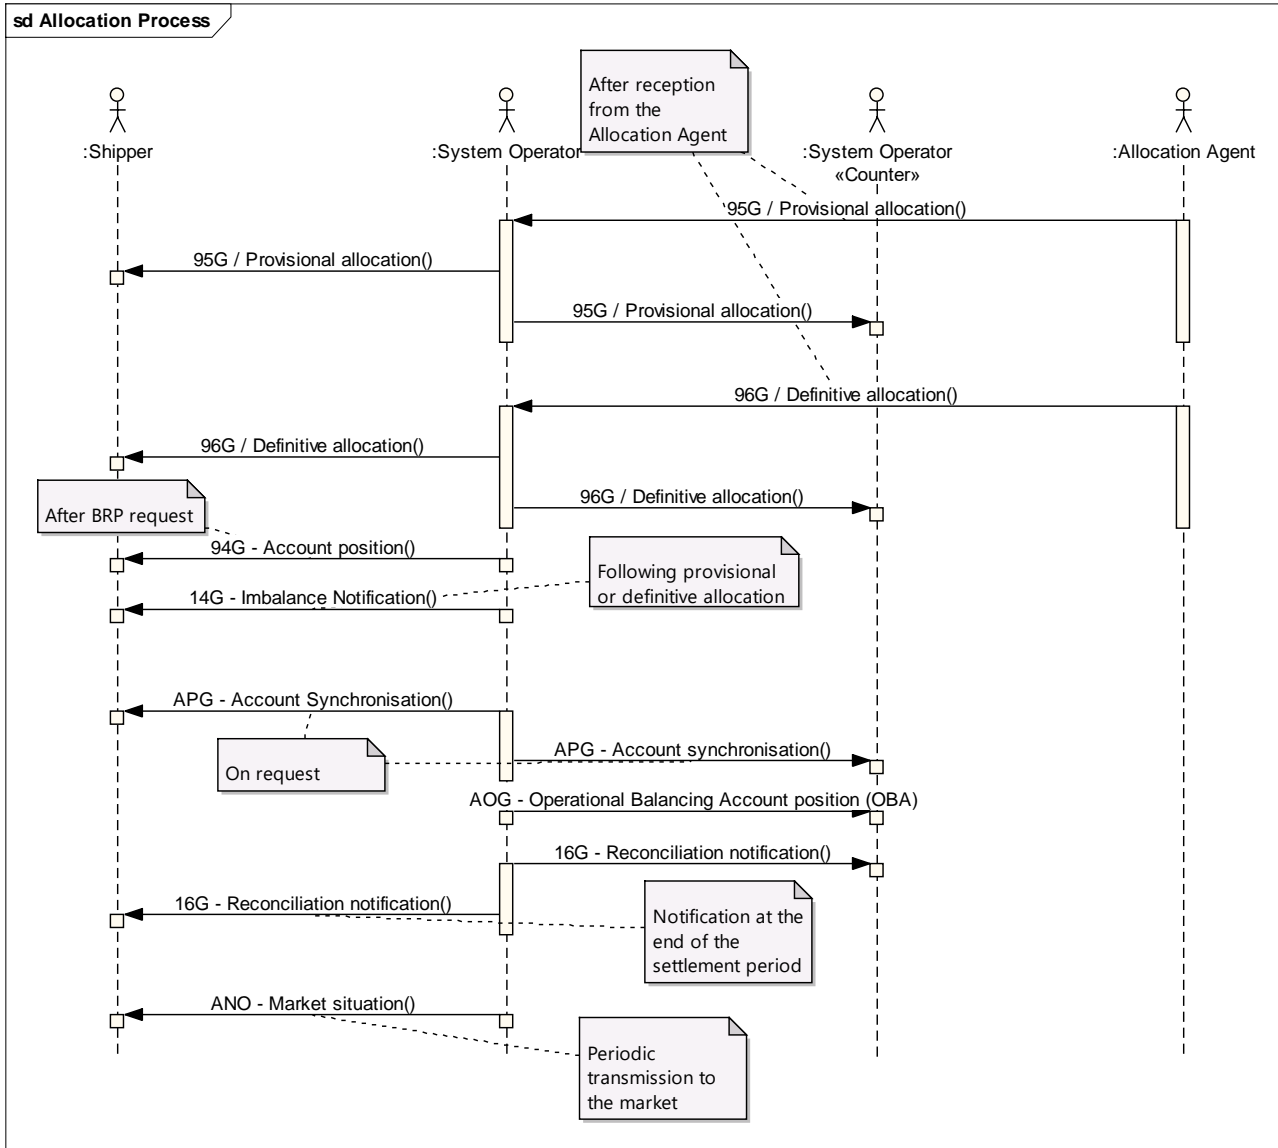 sd Allocation Process
After reception
from the
Allocation Agent
:Shipper
:System Operator
:System Operator
«Counter»
:Allocation Agent
95G / Provisional allocation()
95G / Provisional allocation()
95G / Provisional allocation()
96G / Definitive allocation()
96G / Definitive allocation()
96G / Definitive allocation()
After BRP request
94G - Account position()
Following provisional
or definitive allocation
14G - Imbalance Notification()
APG - Account Synchronisation()
APG - Account synchronisation()
On request
AOG - Operational Balancing Account position (OBA)
16G - Reconciliation notification()
16G - Reconciliation notification()
Notification at the
end of the
settlement period
ANO - Market situation()
Periodic
transmission to
the market